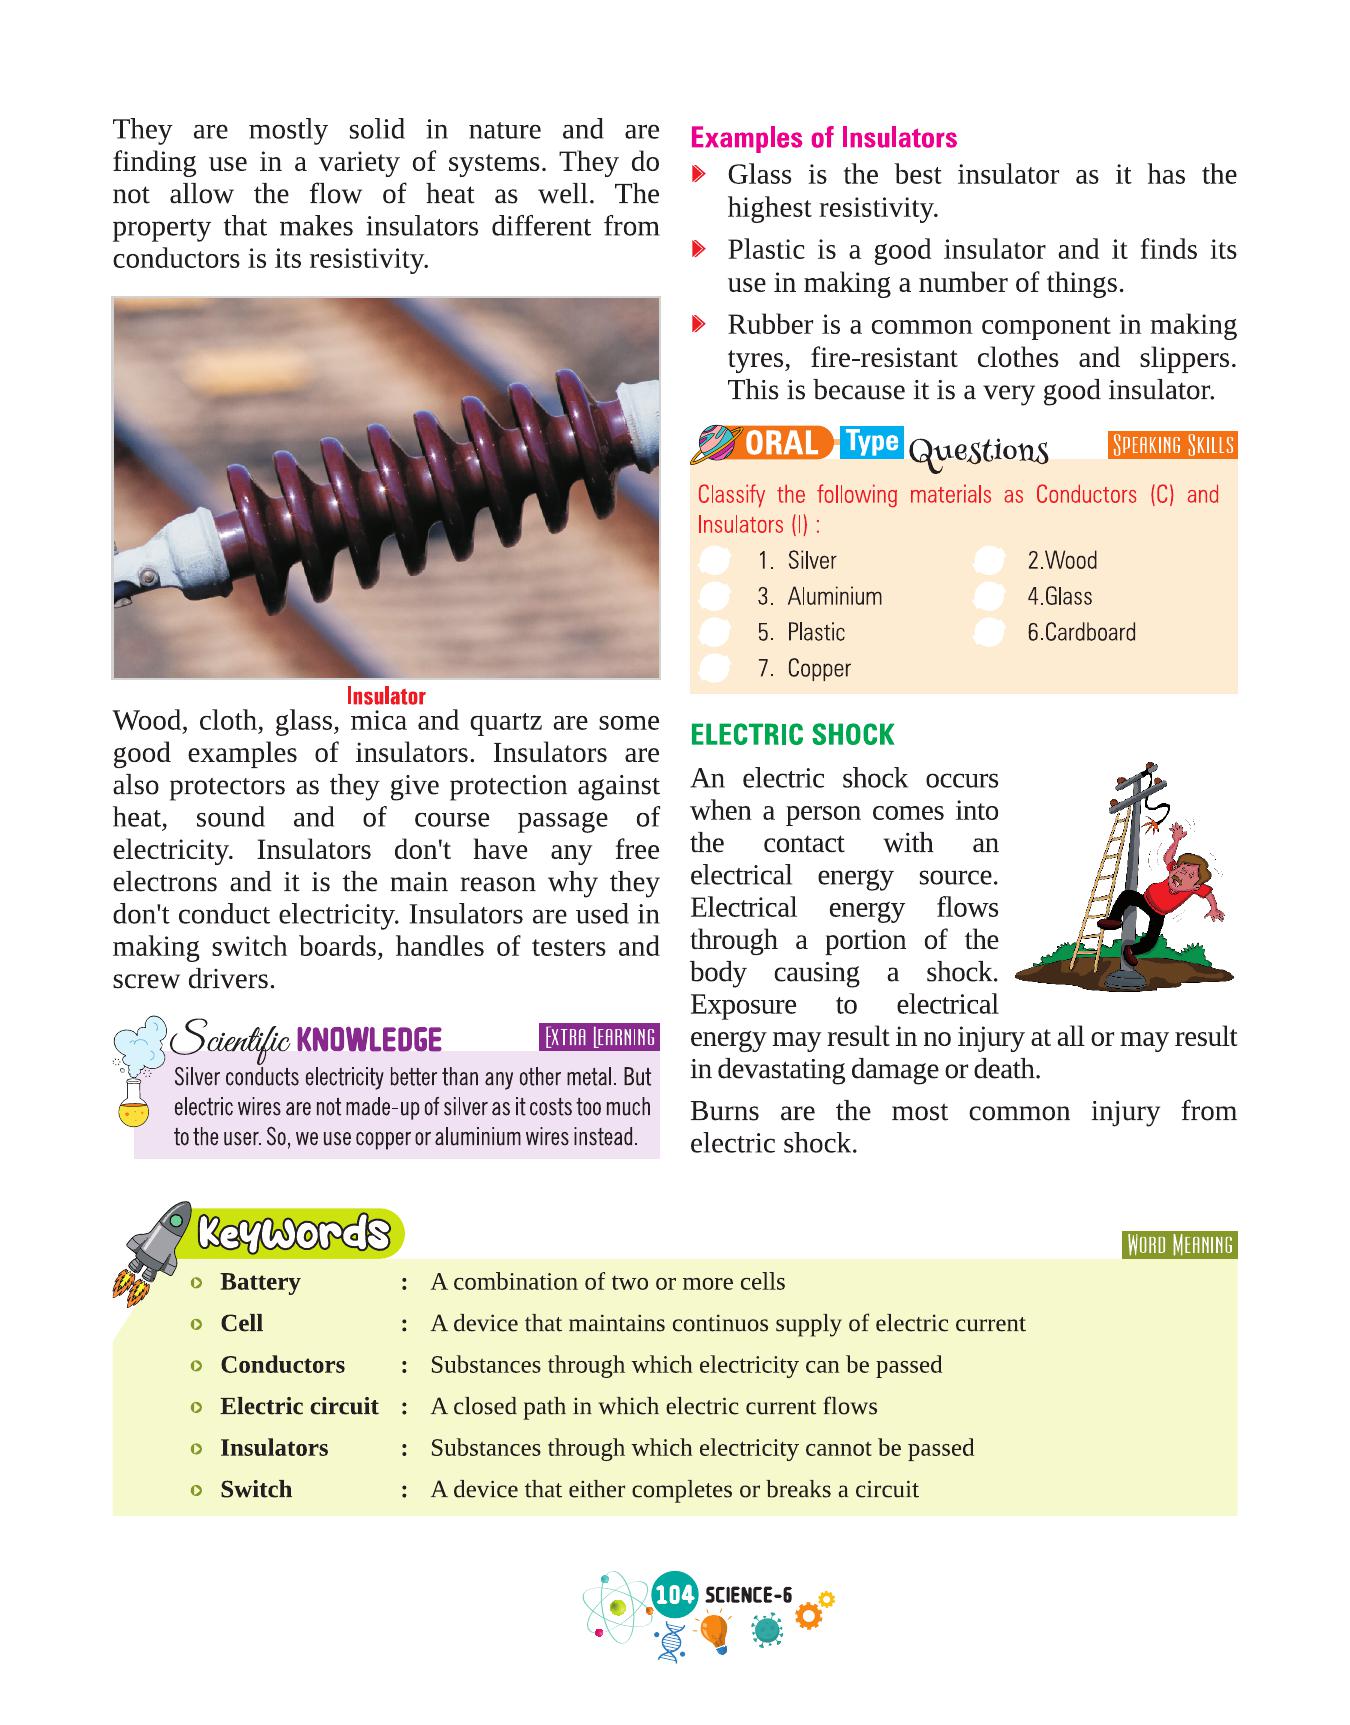 They are mostly solid in nature and are
finding use in a variety of systems. They do
not allow the flow of heat as well. The
property that makes insulators different from
conductors is its resistivity.
Insulator
Wood, cloth, glass, mica and quartz are some
good examples of insulators. Insulators are
also protectors as they give protection against
heat, sound and of course passage of
electricity. Insulators don't have any free
electrons and it is the main reason why they
don't conduct electricity. Insulators are used in
making switch boards, handles of testers and
screw drivers.
Scientific KNOWLEDGE
EXTRA LEARNING
Silver conducts electricity better than any other metal. But
electric wires are not made-up of silver as it costs too much
to the user. So, we use copper or aluminium wires instead.
Examples of Insulators
Glass is the best insulator as it has the
highest resistivity.
Plastic is a good insulator and it finds its
use in making a number of things.
Rubber is a common component in making
tyres, fire-resistant clothes and slippers.
This is because it is a very good insulator.
ORAL Type Questions
SPEAKING SKILLS
Classify the following materials as Conductors (C) and
Insulators (I) :
1. Silver 2.Wood
3. Aluminium 4.Glass
5. Plastic 6.Cardboard
7. Copper
ELECTRIC SHOCK
An electric shock occurs
when a person comes into
the contact with an
electrical energy source.
Electrical energy flows
through a portion of the
body causing a shock.
Exposure to electrical
energy may result in no injury at all or may result
in devastating damage or death.
Burns are the most common injury from
electric shock.
KeyWords
WORD MEANING
Battery : A combination of two or more cells
Cell : A device that maintains continuos supply of electric current
Conductors : Substances through which electricity can be passed
Electric circuit : A closed path in which electric current flows
Insulators : Substances through which electricity cannot be passed
Switch : A device that either completes or breaks a circuit
104 SCIENCE-6